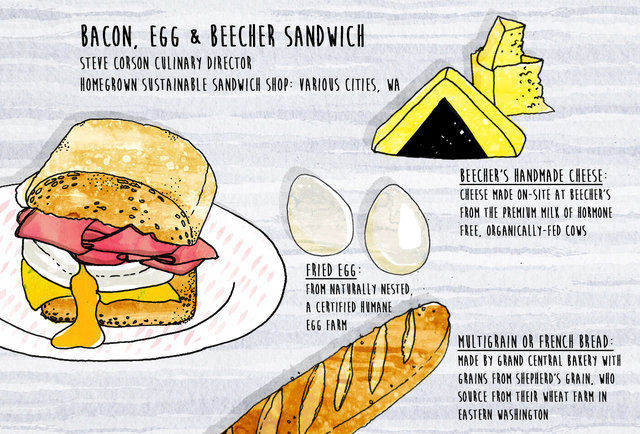 BACON, EGG & BEECHER SANDWICH
STEVE CORSON CULINARY DIRECTOR
HOMEGROWN SUSTAINABLE SANDWICH SHOP: VARIOUS CITIES, WA
BEECHER'S HANDMADE CHEESE:
CHEESE MADE ON-SITE AT BEECHER'S
FROM THE PREMIUM MILK OF HORMONE
FREE, ORGANICALLY-FED COWS
FRIED EGG:
FROM NATURALLY NESTED,
A CERTIFIED HUMANE
EGG FARM
MULTIGRAIN OR FRENCH BREAD:
MADE BY GRAND CENTRAL BAKERY WITH
GRAINS FROM SHEPHERD'S GRAIN, WHO
SOURCE FROM THEIR WHEAT FARM IN
EASTERN WASHINGTON